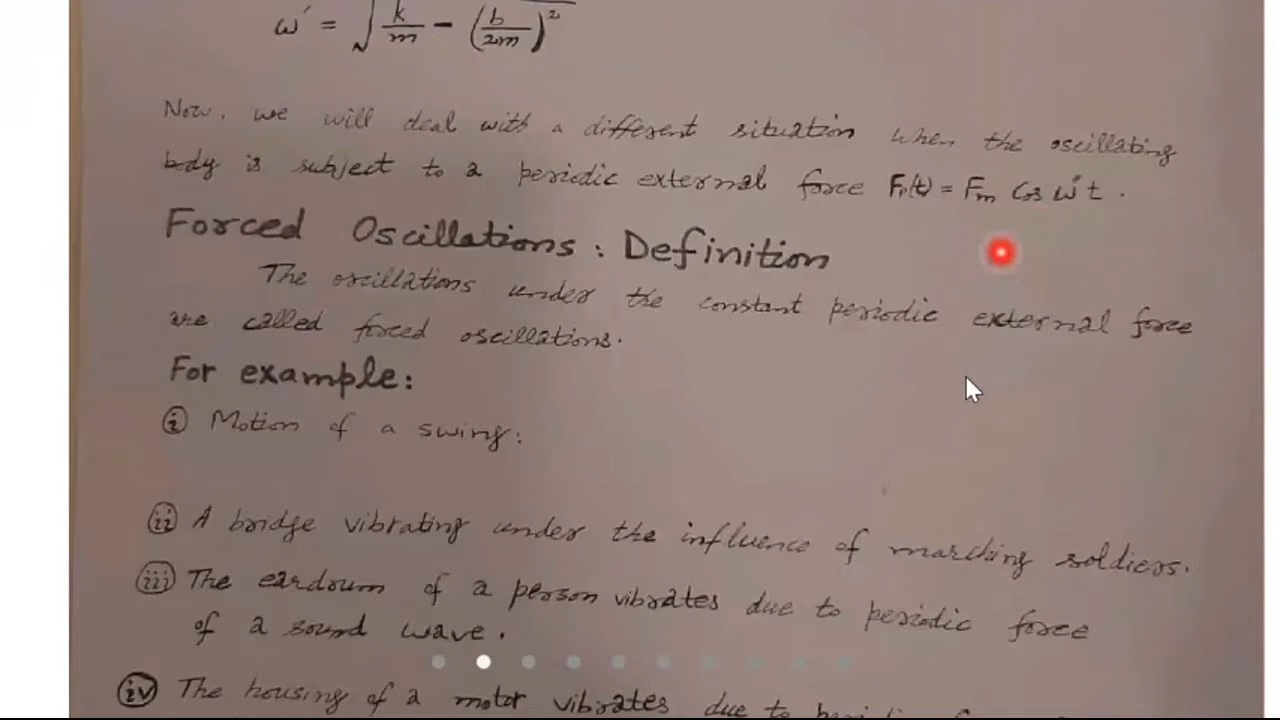 ω' = √ k/m - (b/2m)²
Now, we will deal with a different situation when the oscillating
body is subject to a periodic external force Fp(t) = Fm Cos ω"t .
Forced Oscillations : Definition
The oscillations under the constant periodic external force
are called forced oscillations.
For example:
i Motion of a swing:
ii A bridge vibrating under the influence of marching soldiers.
iii The eardrum of a person vibrates due to periodic force
of a sound wave.
iv The housing of a motor vibrates due to